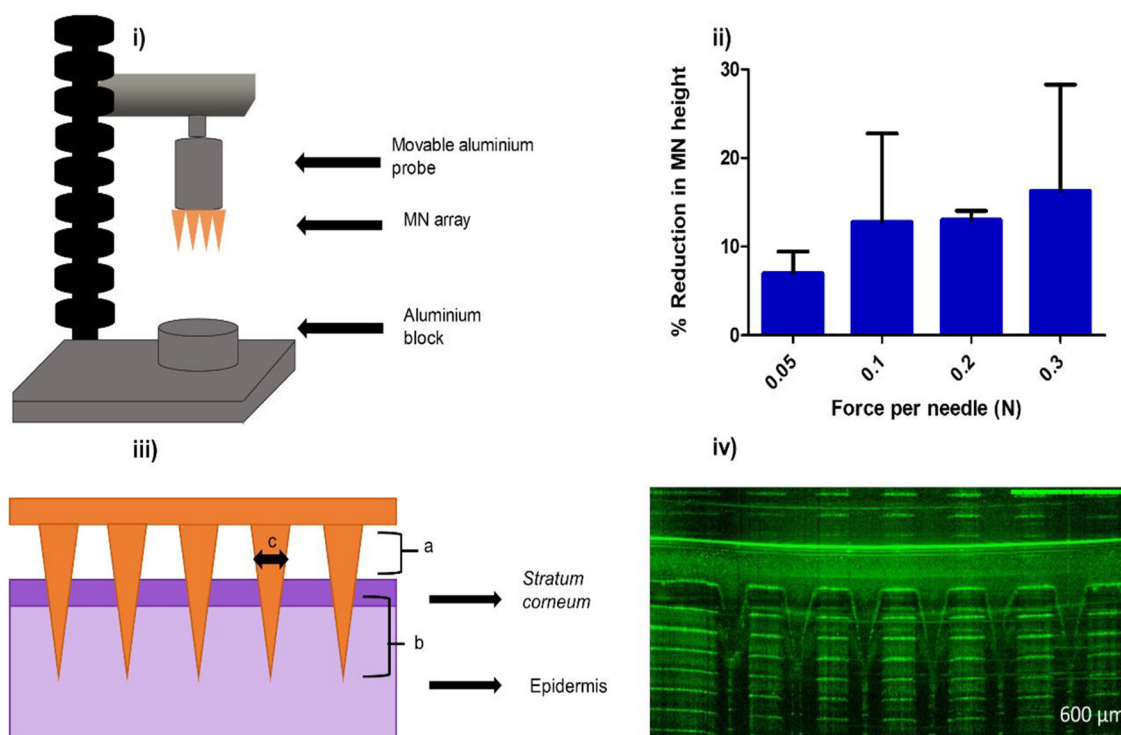 i)
Movable aluminium
probe
MN array
Aluminium
block
ii)
% Reduction in MN height
30
20
10
0
0.05
0.1
0.2
0.3
Force per needle (N)
iii)
a
c
b
Stratum
corneum
Epidermis
iv)
600 µm